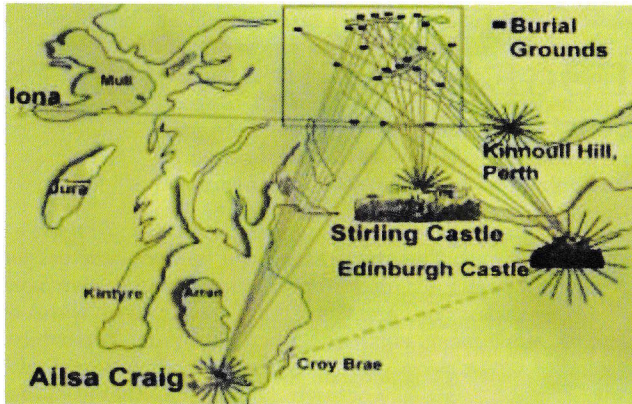 Burial
Grounds
Mull
Iona
Kinnoull Hill,
Perth
Jura
Stirling Castle
Edinburgh Castle
Kintyre
Arran
Croy Brae
Ailsa Craig